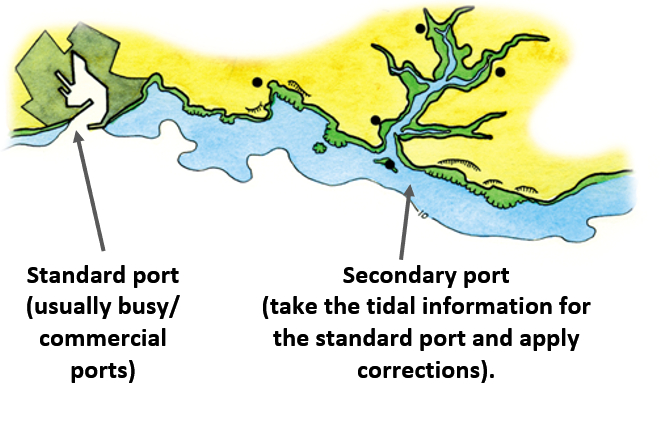 10
Standard port
(usually busy/
commercial
ports)
Secondary port
(take the tidal information for
the standard port and apply
corrections).